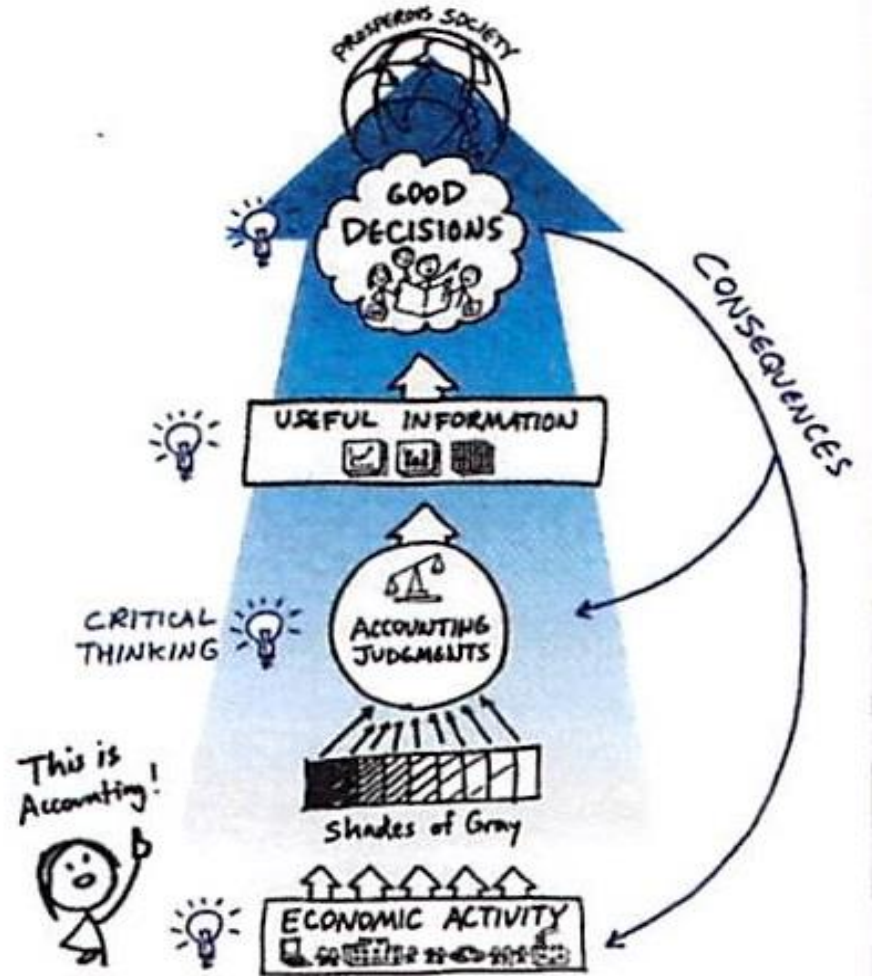 PROSPEROUS SOCIETY
GOOD
DECISIONS
CONSEQUENCES
USEFUL INFORMATION
CRITICAL
THINKING
ACCOUNTING
JUDGMENTS
This is
Accounting!
Shades of Gray
ECONOMIC ACTIVITY